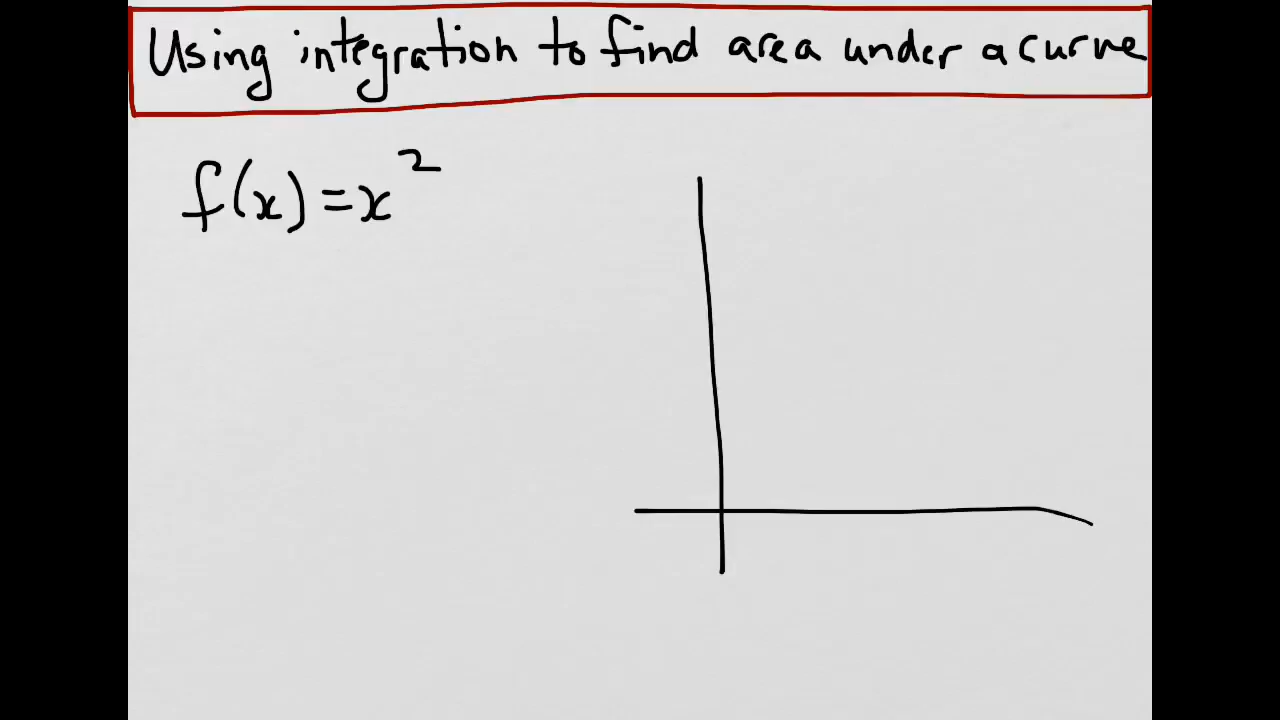 Using integration to find area under a curve
f(x) = x²